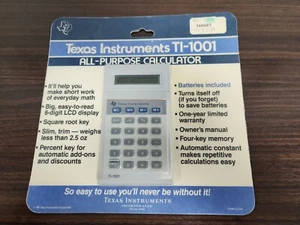 TARGET
Texas Instruments TI-1001
ALL-PURPOSE CALCULATOR
• It'll help you
make short work
of everyday math
• Big, easy-to-read
8-digit LCD display
• Square root key
• Slim, trim — weighs
less than 2.5 oz
• Percent key for
automatic add-ons
and discounts
• Batteries included
• Turns itself off
(if you forget)
to save batteries
• One-year limited
warranty
• Owner's manual
• Four-key memory
• Automatic constant
makes repetitive
calculations easy
TI-1001
So easy to use you'll never be without it!
TEXAS INSTRUMENTS
INCORPORATED